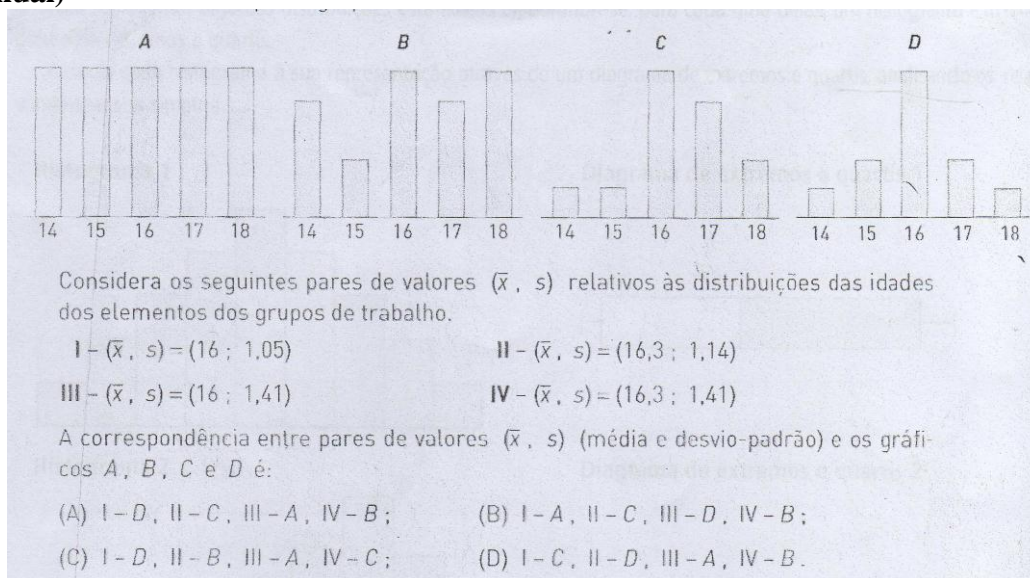 A B C D
14 15 16 17 18 14 15 16 17 18 14 15 16 17 18 14 15 16 17 18
Considera os seguintes pares de valores (x̅ , s) relativos às distribuições das idades
dos elementos dos grupos de trabalho.
I – (x̅ , s) = (16 ; 1,05) II – (x̅ , s) = (16,3 ; 1,14)
III – (x̅ , s) = (16 ; 1,41) IV – (x̅ , s) = (16,3 ; 1,41)
A correspondência entre pares de valores (x̅ , s) (média e desvio-padrão) e os gráfi-
cos A , B , C e D é:
(A) I – D , II – C , III – A , IV – B ; (B) I – A , II – C , III – D , IV – B ;
(C) I – D , II – B , III – A , IV – C ; (D) I – C , II – D , III – A , IV – B .